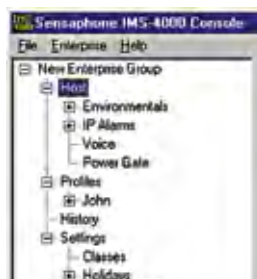 Sensaphone IMS-4000 Console
File Enterprise Help
New Enterprise Group
Host
Environmentals
IP Alarms
Voice
Power Gate
Profiles
John
History
Settings
Classes
Holidays